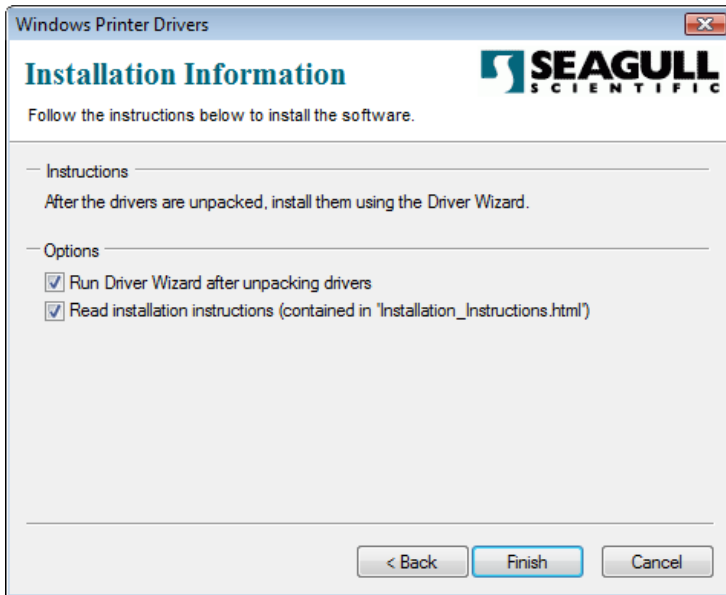 Windows Printer Drivers
Installation Information
SEAGULL
SCIENTIFIC
Follow the instructions below to install the software.
Instructions
After the drivers are unpacked, install them using the Driver Wizard.
Options
Run Driver Wizard after unpacking drivers
Read installation instructions (contained in 'Installation_Instructions.html')
< Back
Finish
Cancel